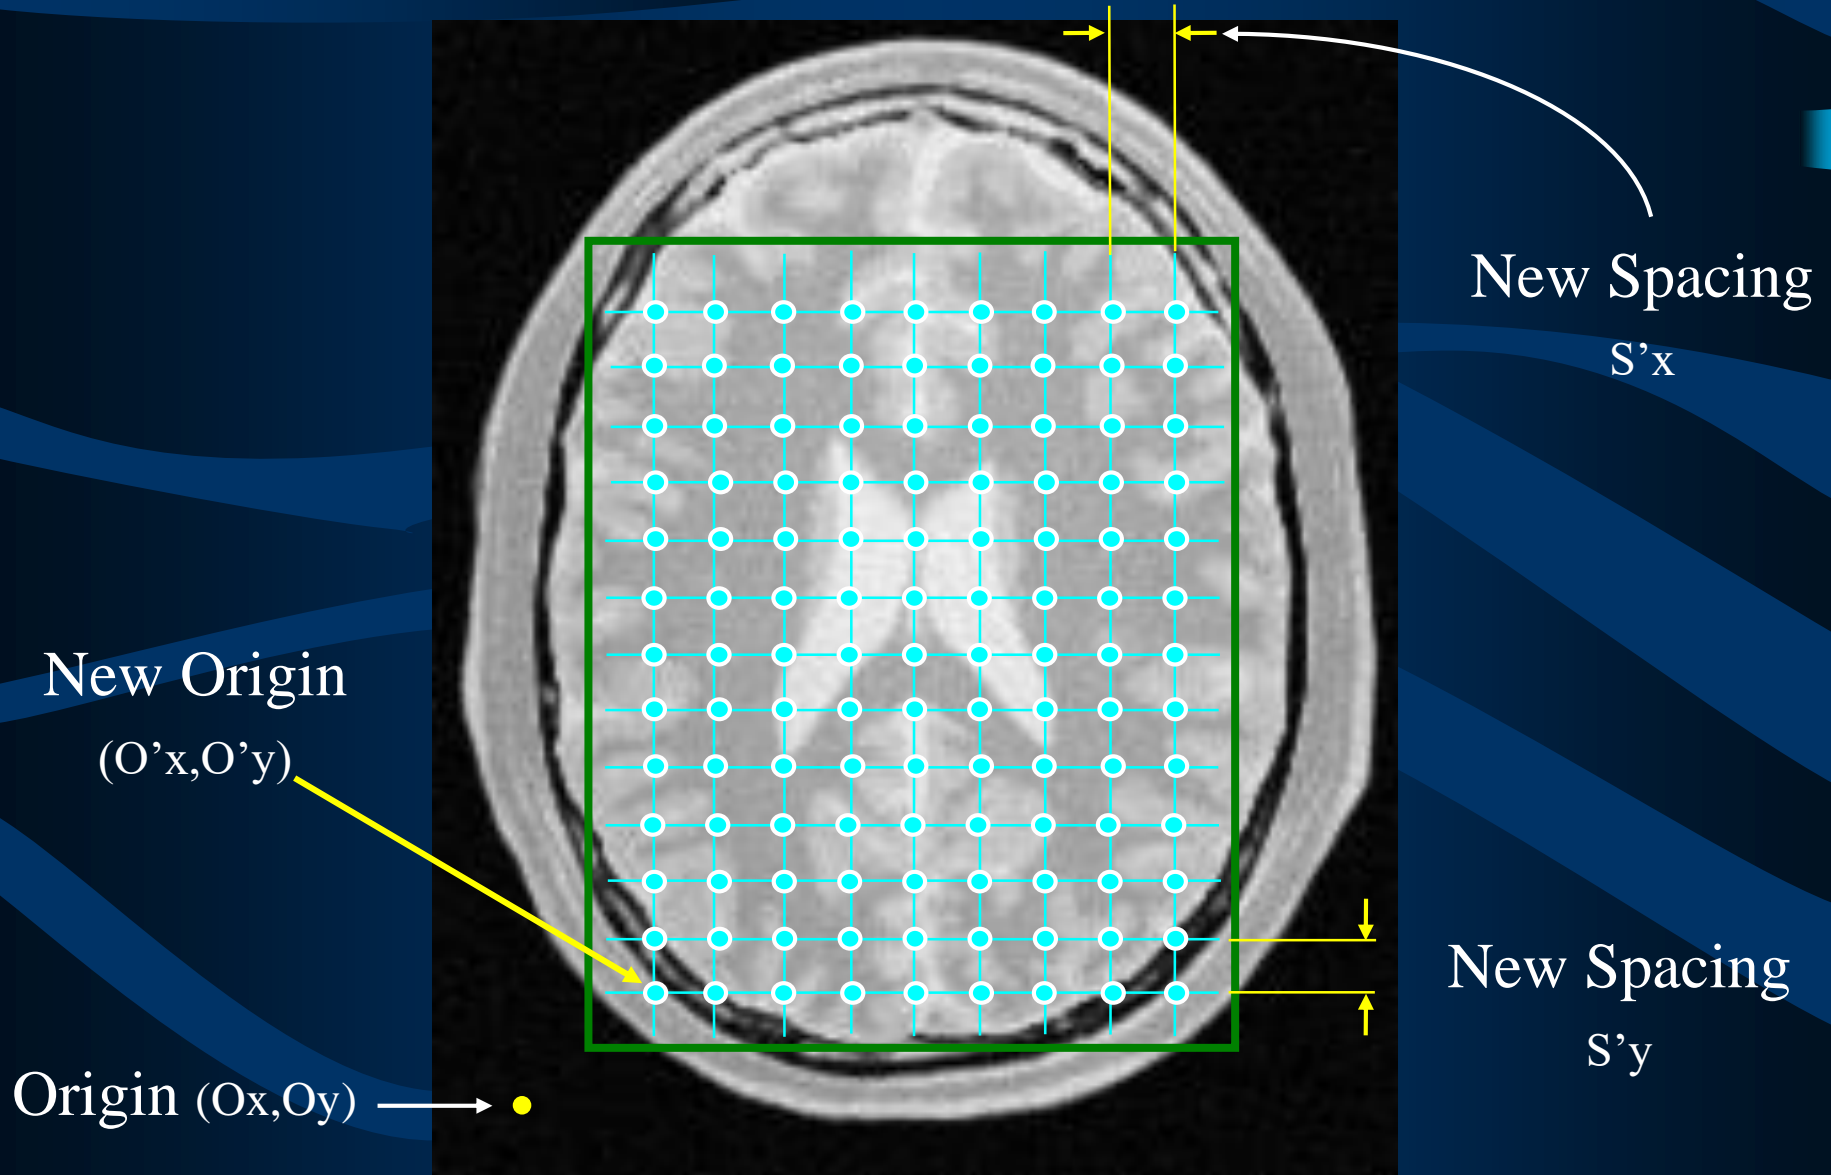 New Spacing
S’x
New Origin
(O’x,O’y)
New Spacing
S’y
Origin (Ox,Oy)